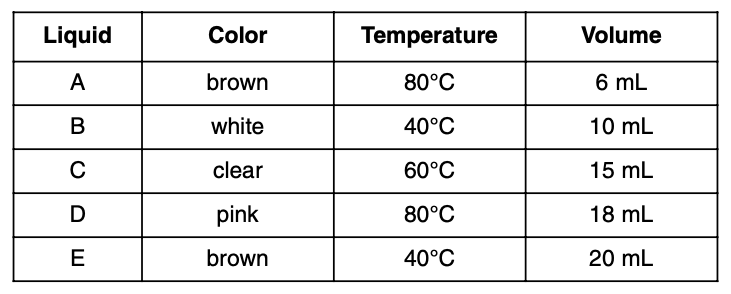 Liquid Color Temperature Volume
A brown 80°C 6 mL
B white 40°C 10 mL
C clear 60°C 15 mL
D pink 80°C 18 mL
E brown 40°C 20 mL